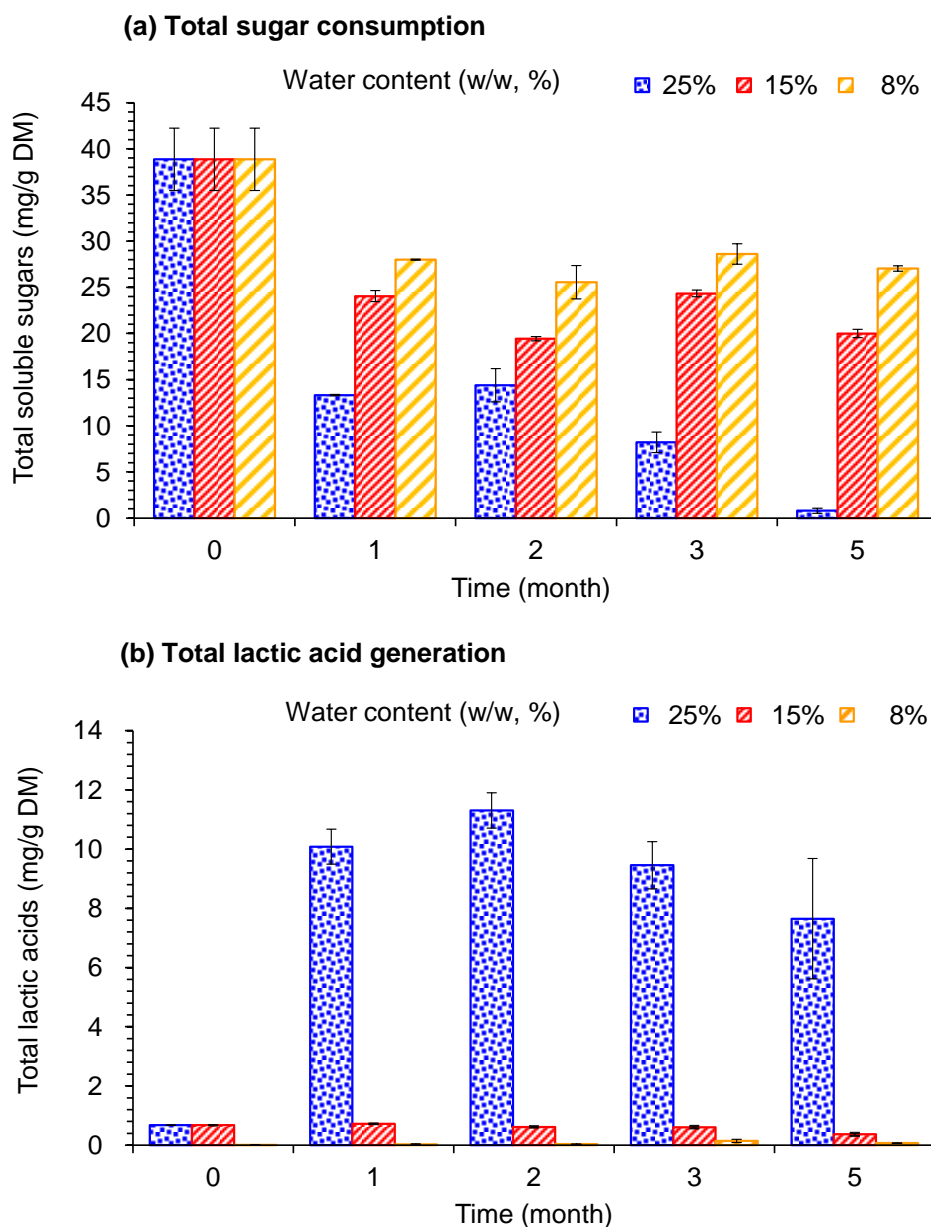 (a) Total sugar consumption
Water content (w/w, %) 25% 15% 8%
Total soluble sugars (mg/g DM)
45
40
35
30
25
20
15
10
5
0
0 1 2 3 5
Time (month)
(b) Total lactic acid generation
Water content (w/w, %) 25% 15% 8%
Total lactic acids (mg/g DM)
14
12
10
8
6
4
2
0
0 1 2 3 5
Time (month)